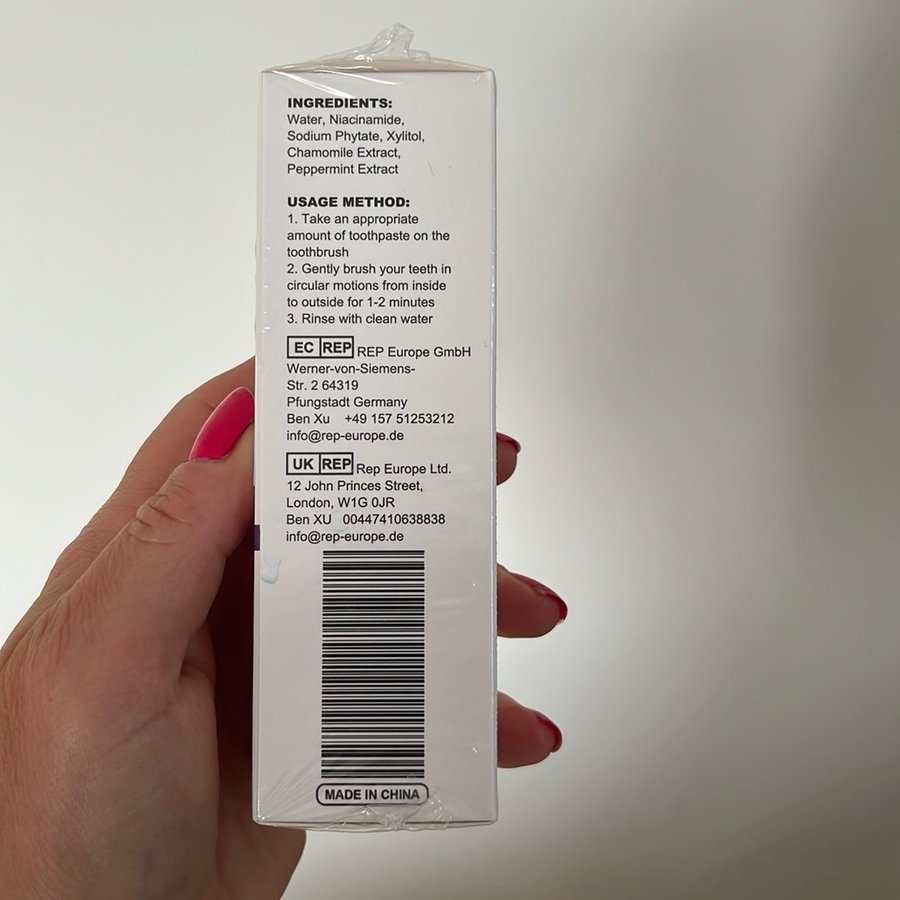 INGREDIENTS:
Water, Niacinamide,
Sodium Phytate, Xylitol,
Chamomile Extract,
Peppermint Extract
USAGE METHOD:
1. Take an appropriate
amount of toothpaste on the
toothbrush
2. Gently brush your teeth in
circular motions from inside
to outside for 1-2 minutes
3. Rinse with clean water
EC REP REP Europe GmbH
Werner-von-Siemens-
Str. 2 64319
Pfungstadt Germany
Ben Xu +49 157 51253212
info@rep-europe.de
UK REP Rep Europe Ltd.
12 John Princes Street,
London, W1G 0JR
Ben XU 00447410638838
info@rep-europe.de
MADE IN CHINA